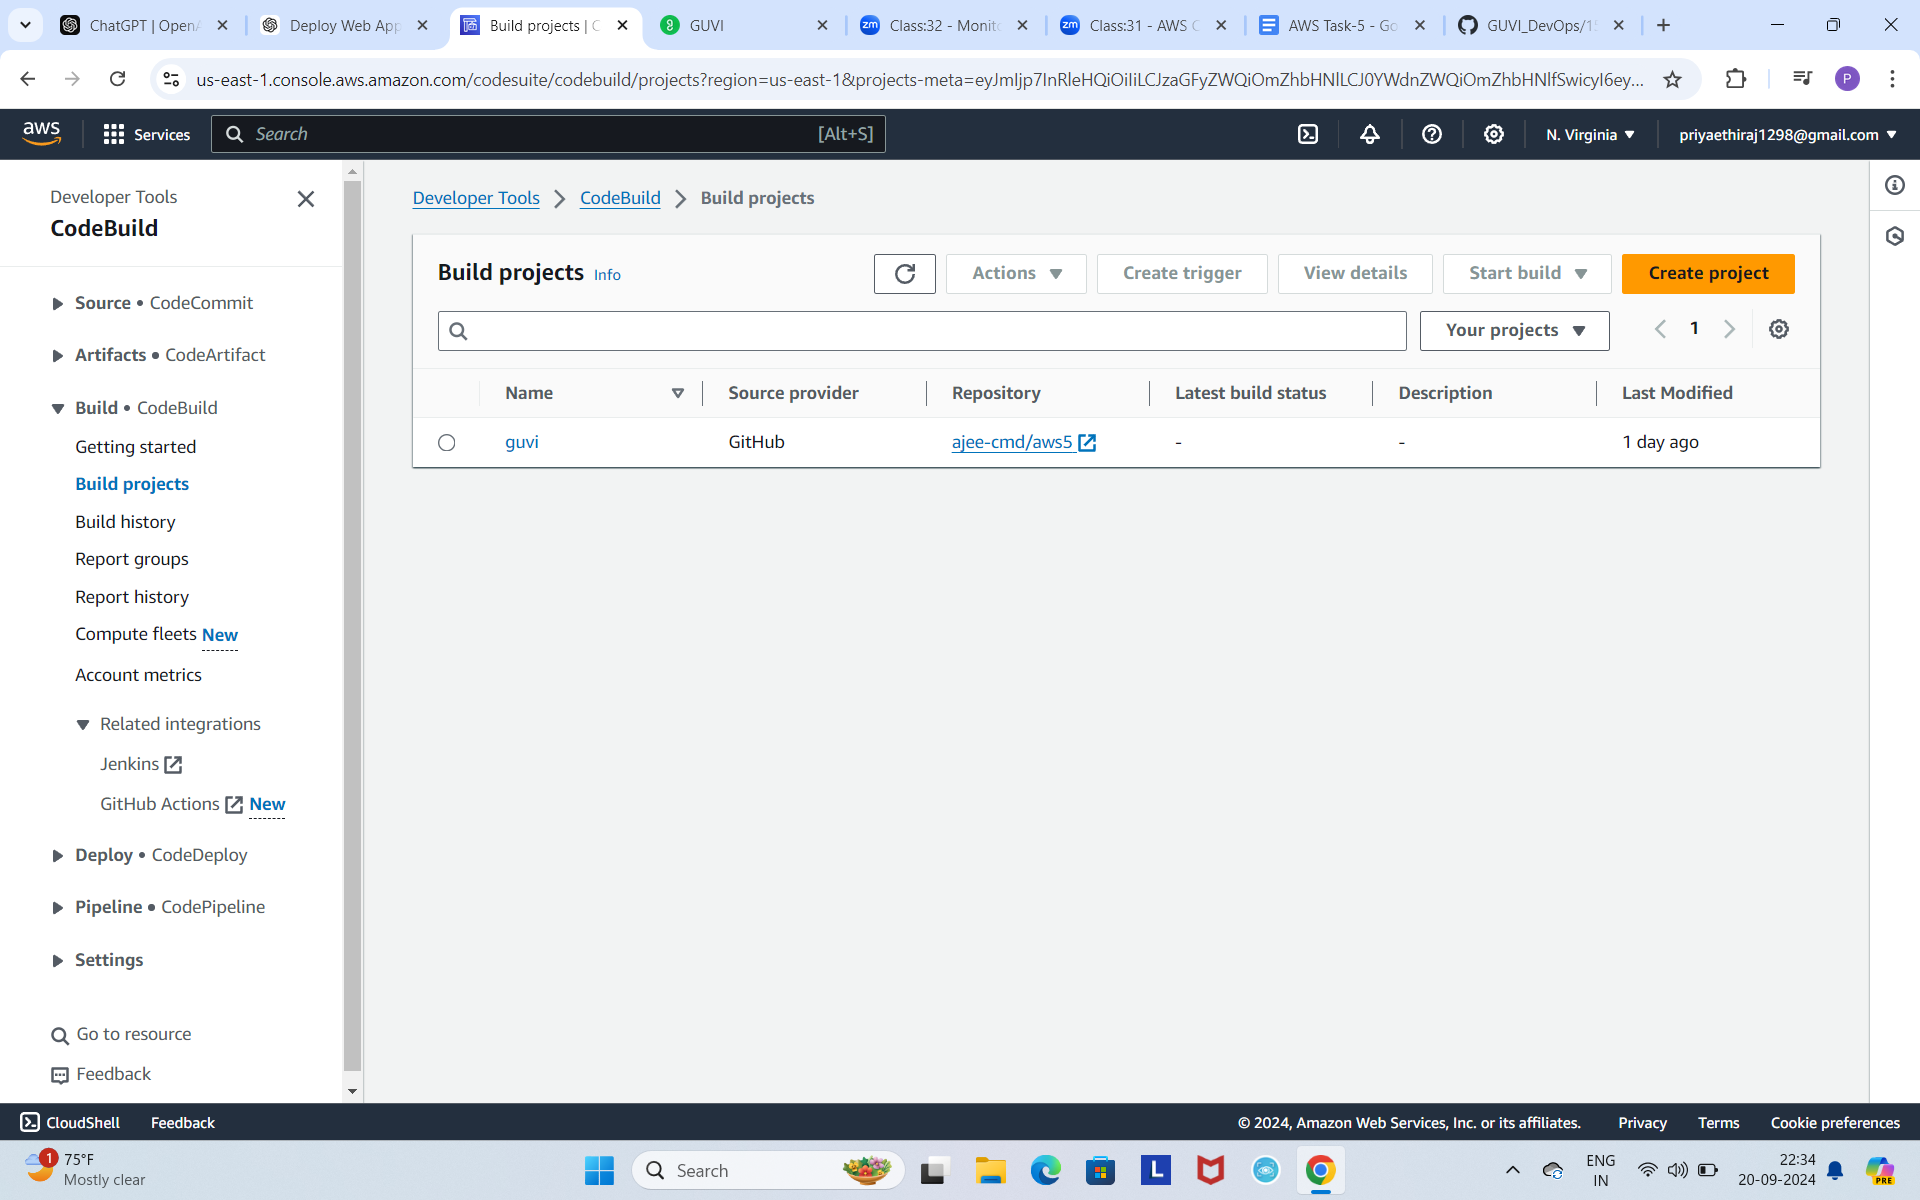 ChatGPT | OpenA
Deploy Web App
Build projects | C
GUVI
zm Class:32 - Monito
zm Class:31 - AWS C
AWS Task-5 - Go
GUVI_DevOps/15
us-east-1.console.aws.amazon.com/codesuite/codebuild/projects?region=us-east-1&projects-meta=eyJmIjp7InRleHQiOiIiLCJzaGFyZWQiOmZhbHNlLCJ0YWdnZWQiOmZhbHNlfSwicyI6ey...
P
aws
Services
Search
[Alt+S]
N. Virginia
priyaethiraj1298@gmail.com
Developer Tools
CodeBuild
Source • CodeCommit
Artifacts • CodeArtifact
Build • CodeBuild
Getting started
Build projects
Build history
Report groups
Report history
Compute fleets New
Account metrics
Related integrations
Jenkins
GitHub Actions New
Deploy • CodeDeploy
Pipeline • CodePipeline
Settings
Go to resource
Feedback
Developer Tools
CodeBuild
Build projects
Build projects Info
Actions
Create trigger
View details
Start build
Create project
Your projects
1
Name
Source provider
Repository
Latest build status
Description
Last Modified
guvi
GitHub
ajee-cmd/aws5
-
-
1 day ago
CloudShell
Feedback
© 2024, Amazon Web Services, Inc. or its affiliates.
Privacy
Terms
Cookie preferences
1
75°F
Mostly clear
Search
L
ENG
IN
22:34
20-09-2024
PRE